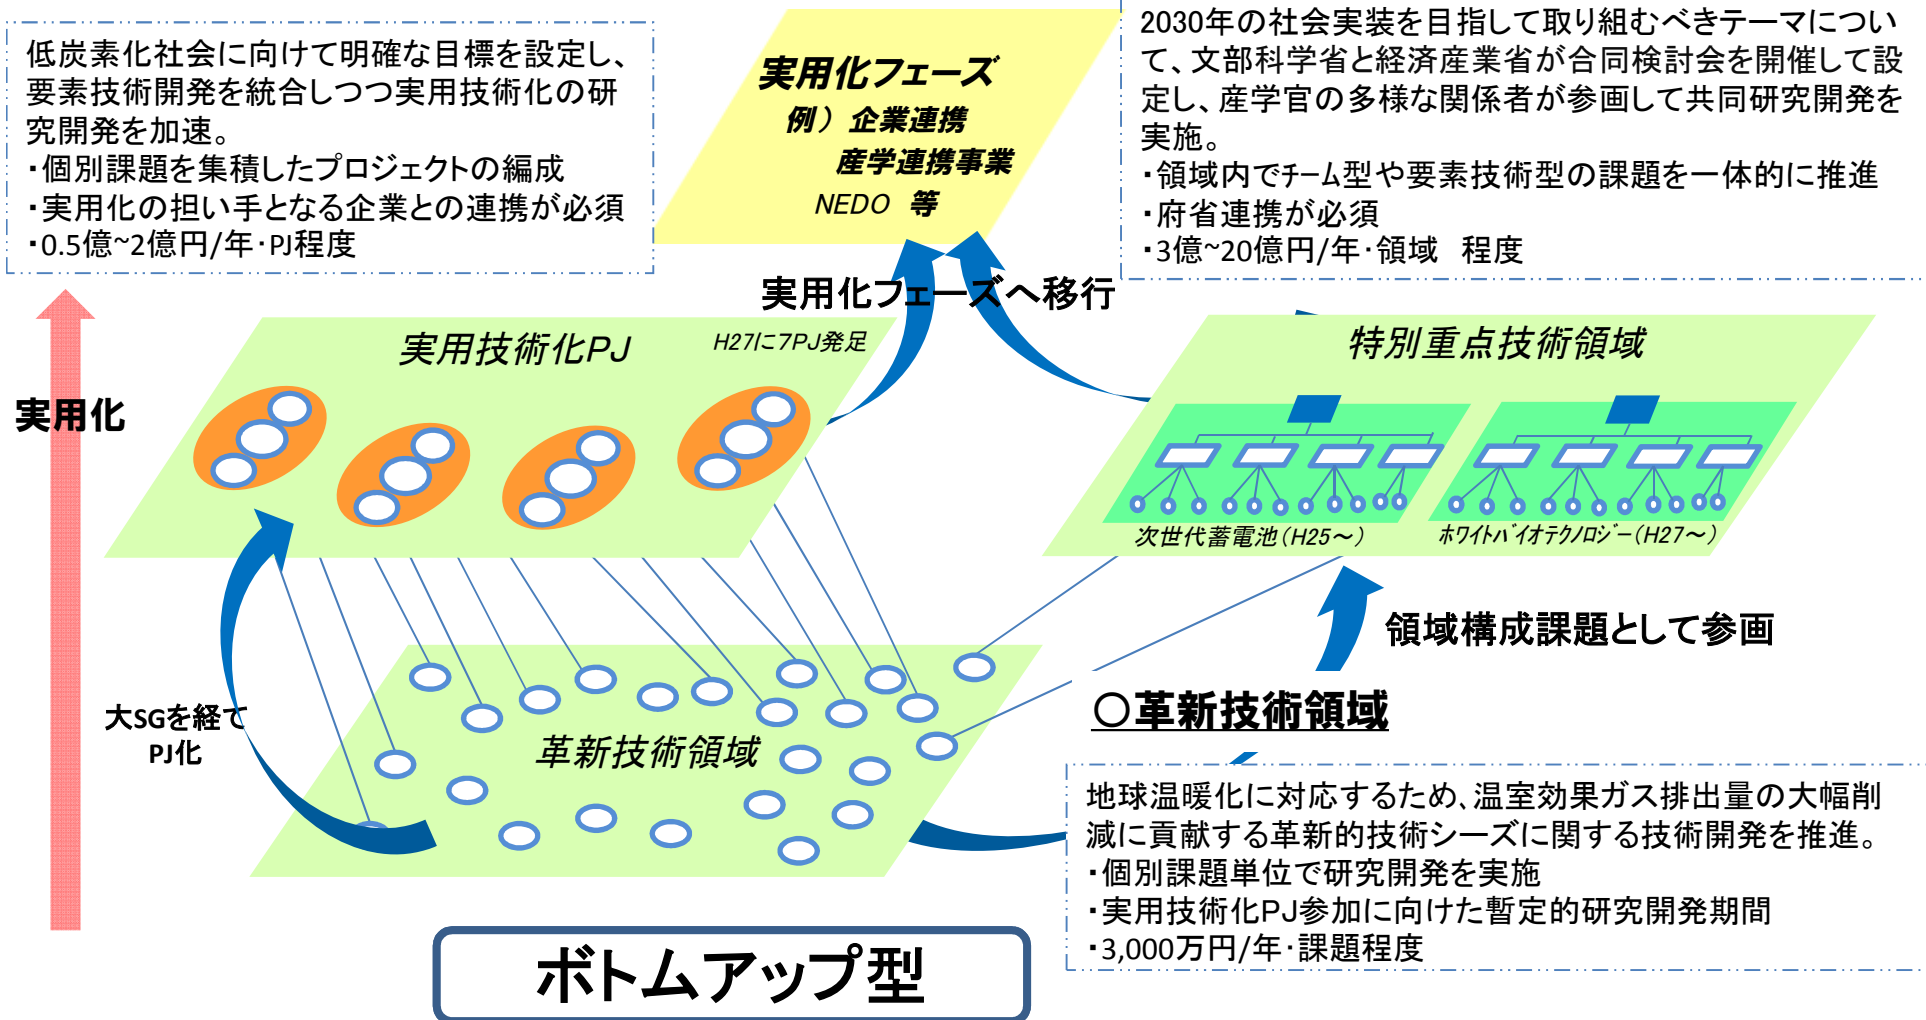 低炭素化社会に向けて明確な目標を設定し、
要素技術開発を統合しつつ実用技術化の研
究開発を加速。
・個別課題を集積したプロジェクトの編成
・実用化の担い手となる企業との連携が必須
・0.5億~2億円/年・PJ程度
実用化フェーズ
例）企業連携
産学連携事業
NEDO 等
2030年の社会実装を目指して取り組むべきテーマについ
て、文部科学省と経済産業省が合同検討会を開催して設
定し、産学官の多様な関係者が参画して共同研究開発を
実施。
・領域内でチーム型や要素技術型の課題を一体的に推進
・府省連携が必須
・3億~20億円/年・領域 程度
実用化フェーズへ移行
実用技術化PJ
H27に7PJ発足
特別重点技術領域
実用化
次世代蓄電池（H25～）
ホワイトバイオテクノロジー（H27～）
領域構成課題として参画
大SGを経て
PJ化
革新技術領域
○革新技術領域
地球温暖化に対応するため、温室効果ガス排出量の大幅削
減に貢献する革新的技術シーズに関する技術開発を推進。
・個別課題単位で研究開発を実施
・実用技術化PJ参加に向けた暫定的研究開発期間
・3,000万円/年・課題程度
ボトムアップ型